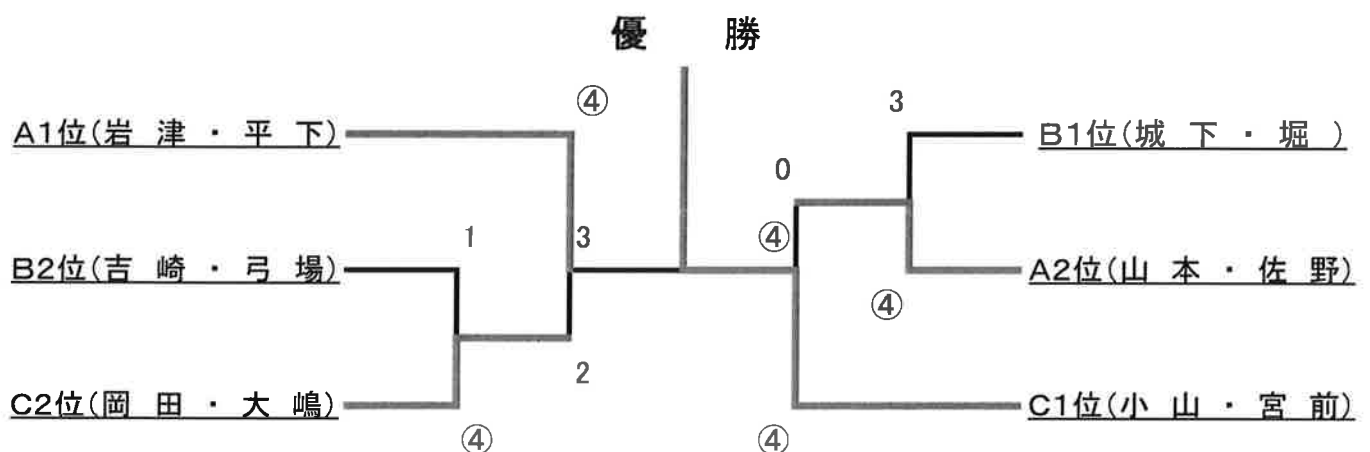 優 勝
④ 3
A1位(岩 津 ・ 平 下) B1位(城 下 ・ 堀 )
0
1 3 ④
B2位(吉 崎 ・ 弓 場) A2位(山 本 ・ 佐 野)
④
2
C2位(岡 田 ・ 大 嶋) C1位(小 山 ・ 宮 前)
④ ④